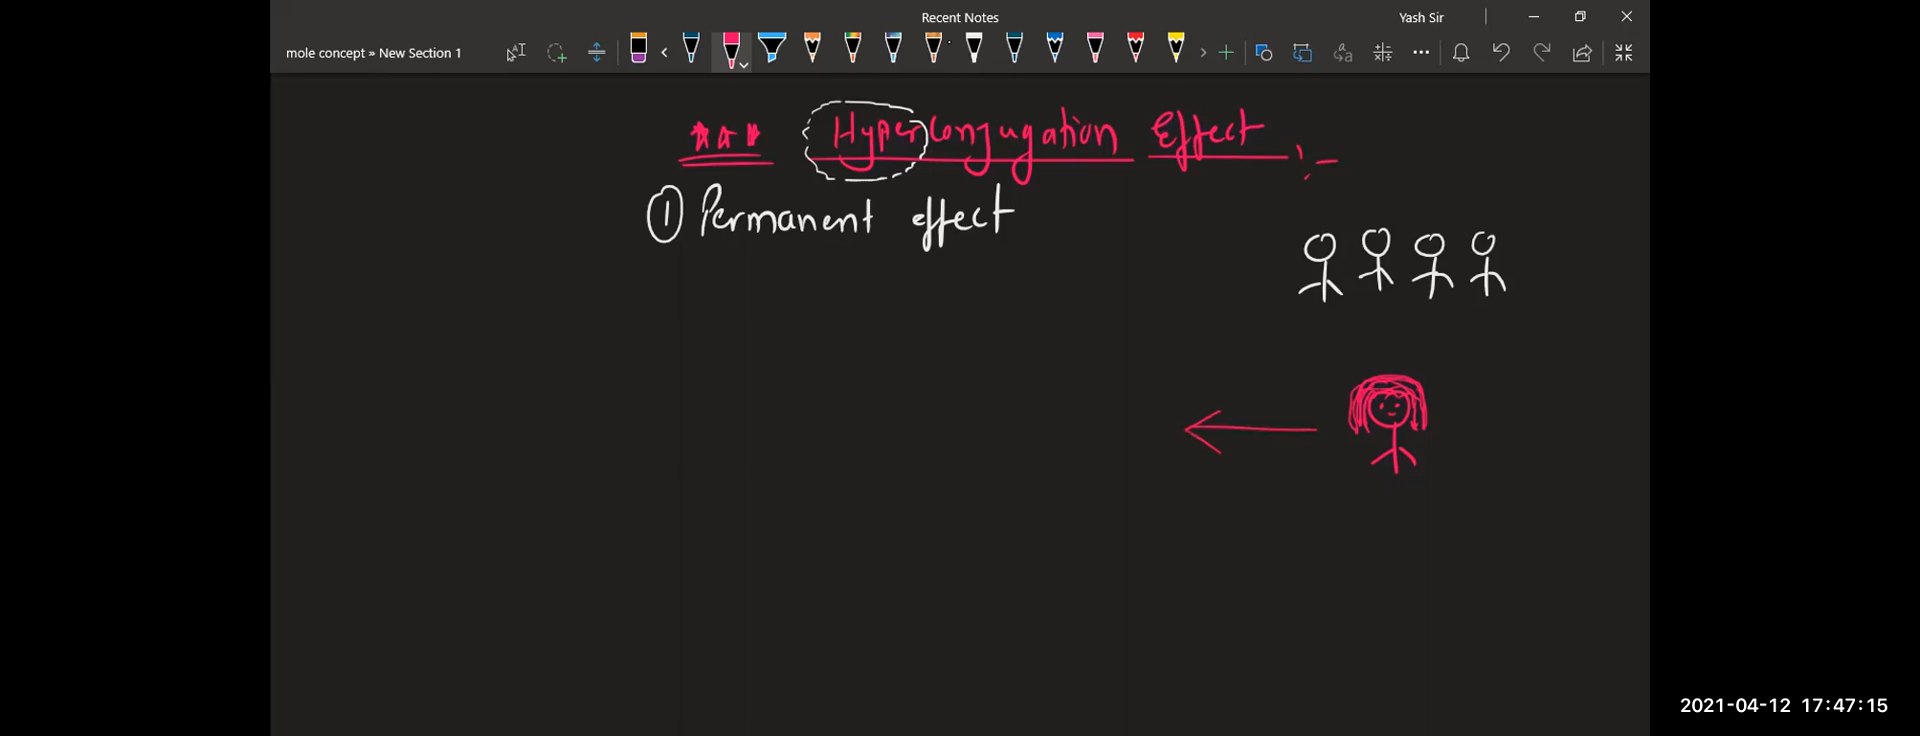 Recent Notes
Yash Sir
mole concept » New Section 1
*** Hyperconjugation Effect :-
① Permanent effect
2021-04-12 17:47:15